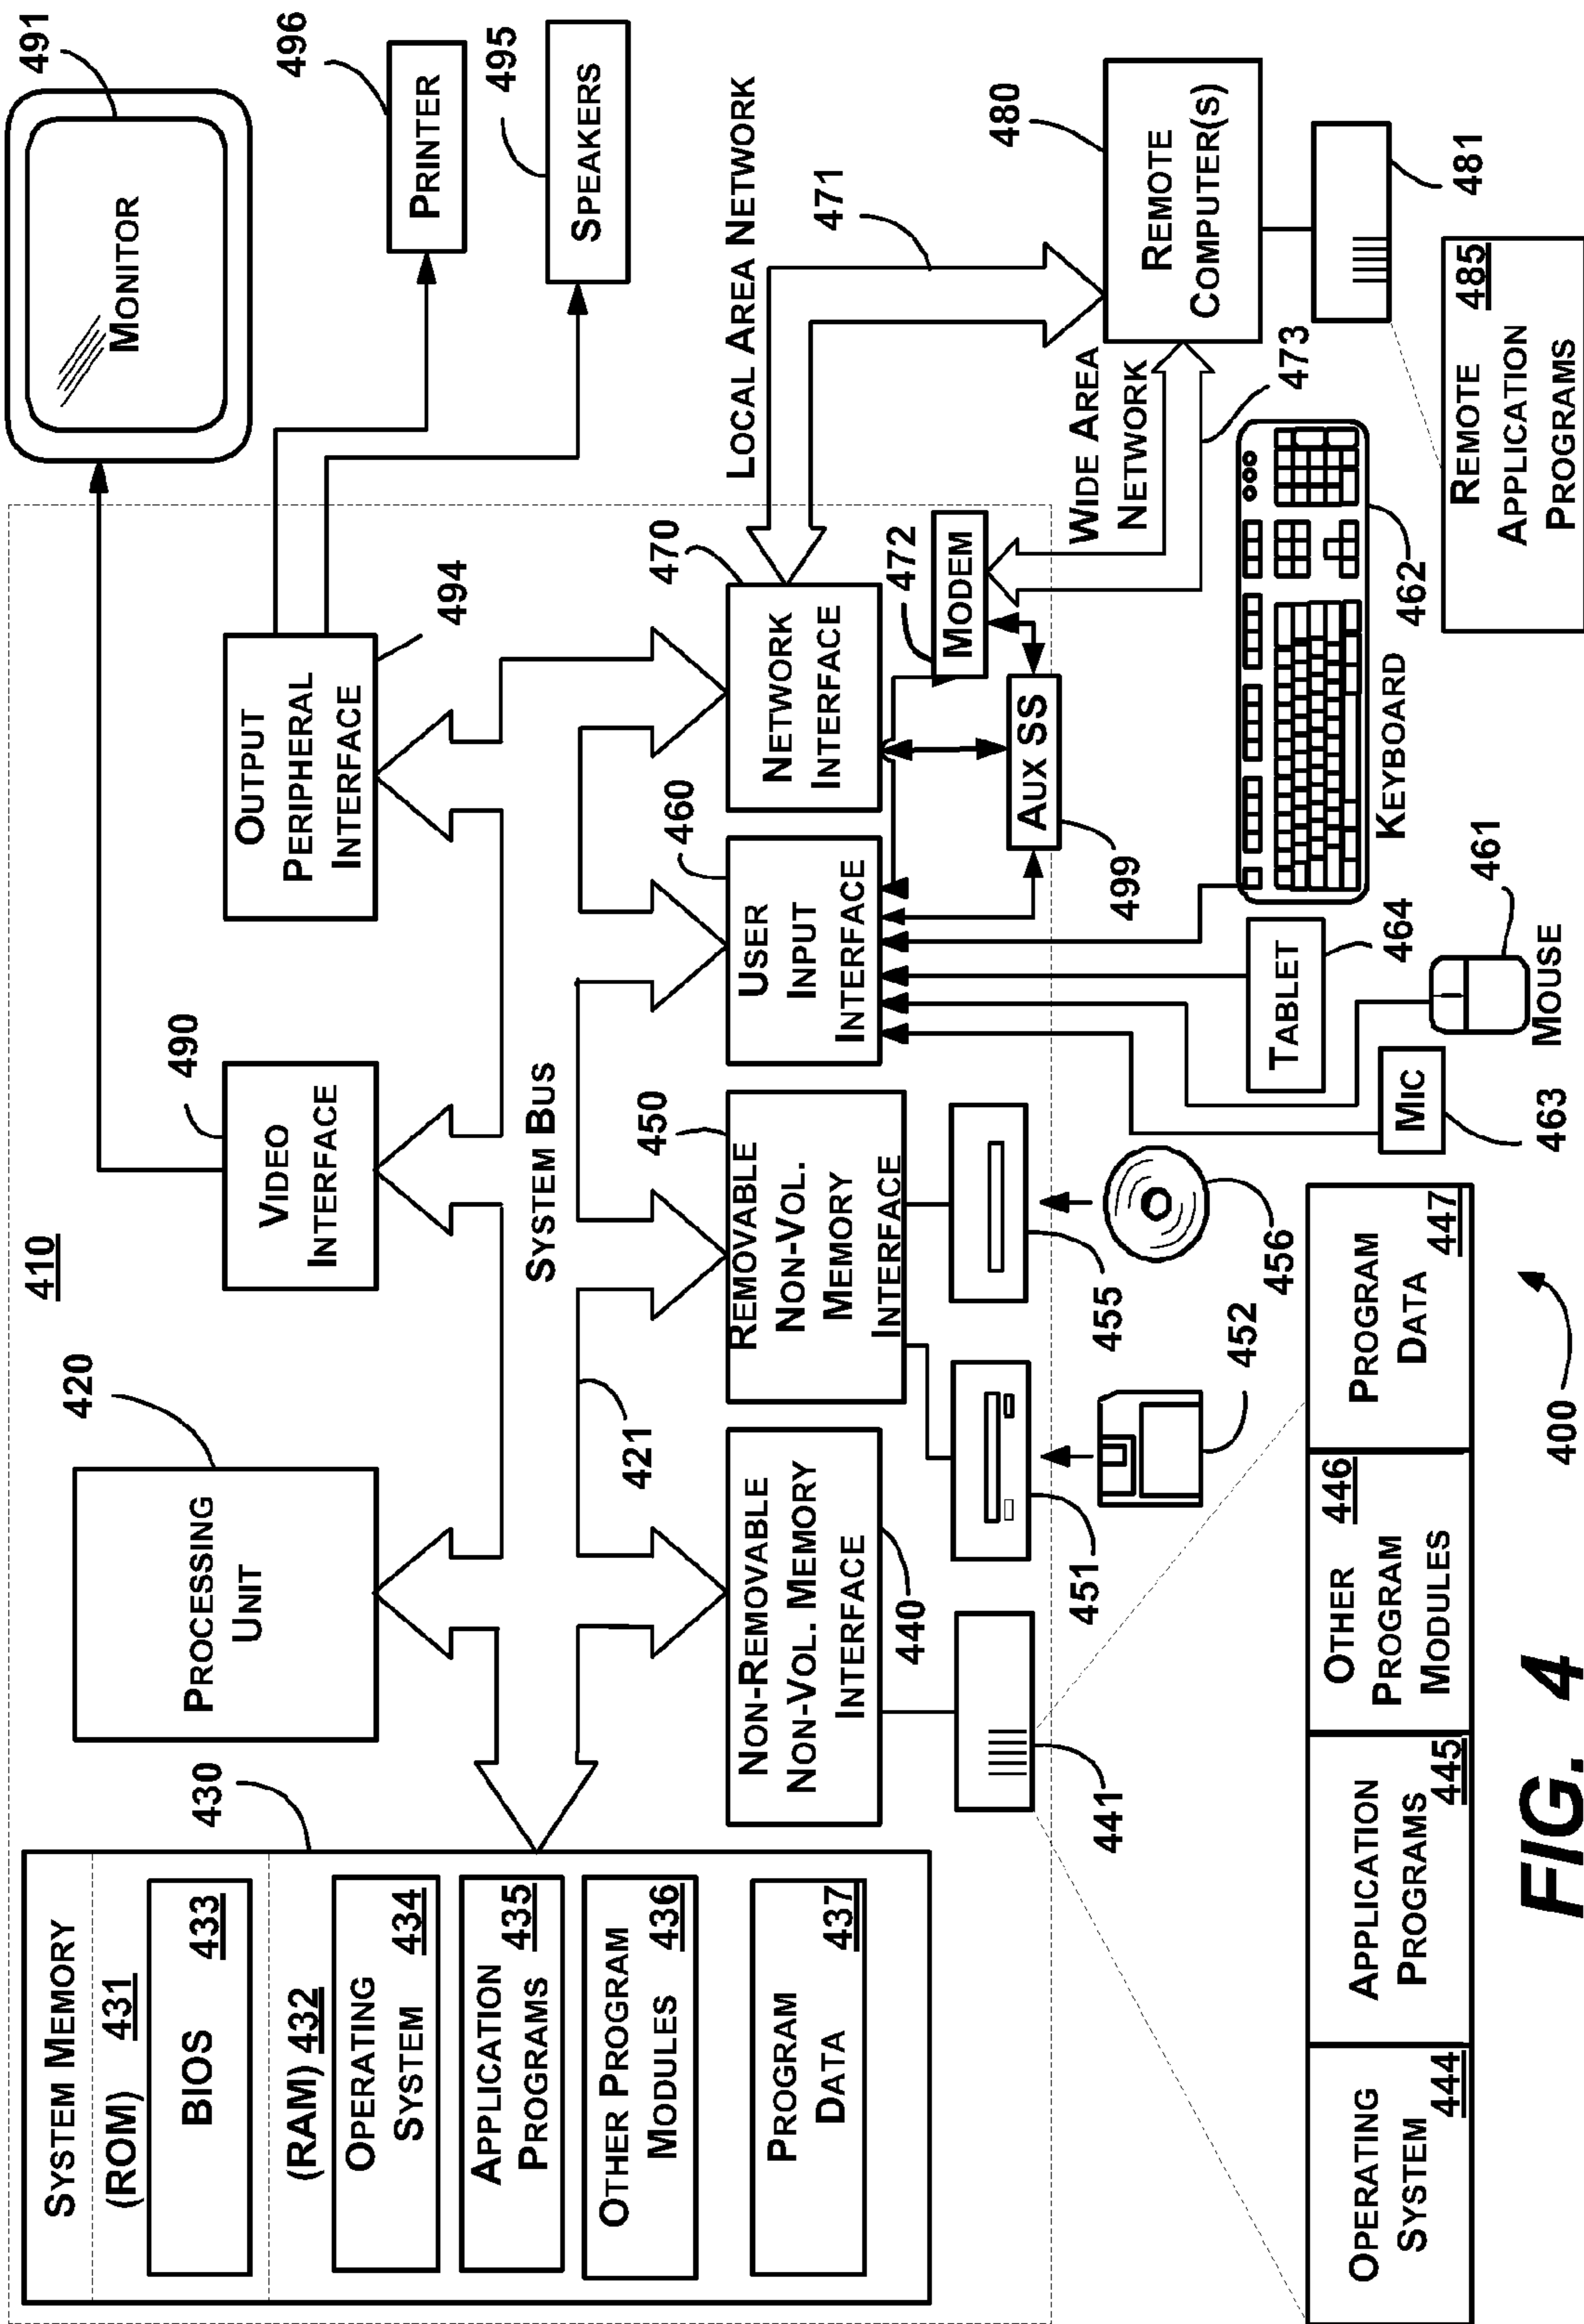 410
SYSTEM MEMORY
(ROM) 431
BIOS 433
(RAM) 432
OPERATING
SYSTEM 434
APPLICATION
PROGRAMS 435
OTHER PROGRAM
MODULES 436
PROGRAM
DATA 437
430
PROCESSING
UNIT
420
VIDEO
INTERFACE
490
OUTPUT
PERIPHERAL
INTERFACE
494
MONITOR
491
PRINTER
496
SPEAKERS
495
SYSTEM BUS
421
NON-REMOVABLE
NON-VOL. MEMORY
INTERFACE
440
REMOVABLE
NON-VOL.
MEMORY
INTERFACE
450
USER
INPUT
INTERFACE
460
NETWORK
INTERFACE
470
LOCAL AREA NETWORK
471
MODEM
472
AUX SS
499
WIDE AREA
NETWORK
473
REMOTE
COMPUTER(S)
480
481
441
451
452
455
456
MIC
463
TABLET
464
MOUSE
461
KEYBOARD
462
REMOTE 485
APPLICATION
PROGRAMS
OPERATING
SYSTEM 444
APPLICATION
PROGRAMS 445
OTHER 446
PROGRAM
MODULES
PROGRAM
DATA 447
400
FIG. 4